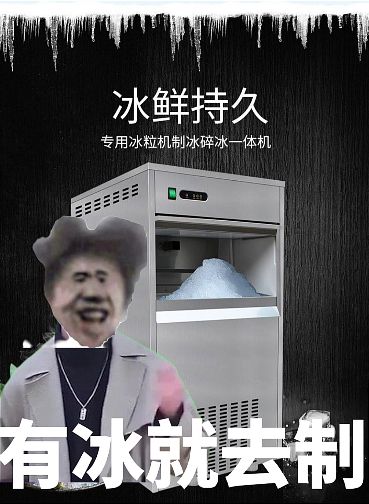 冰鲜持久
专用冰粒机制冰碎冰一体机
有冰就去制